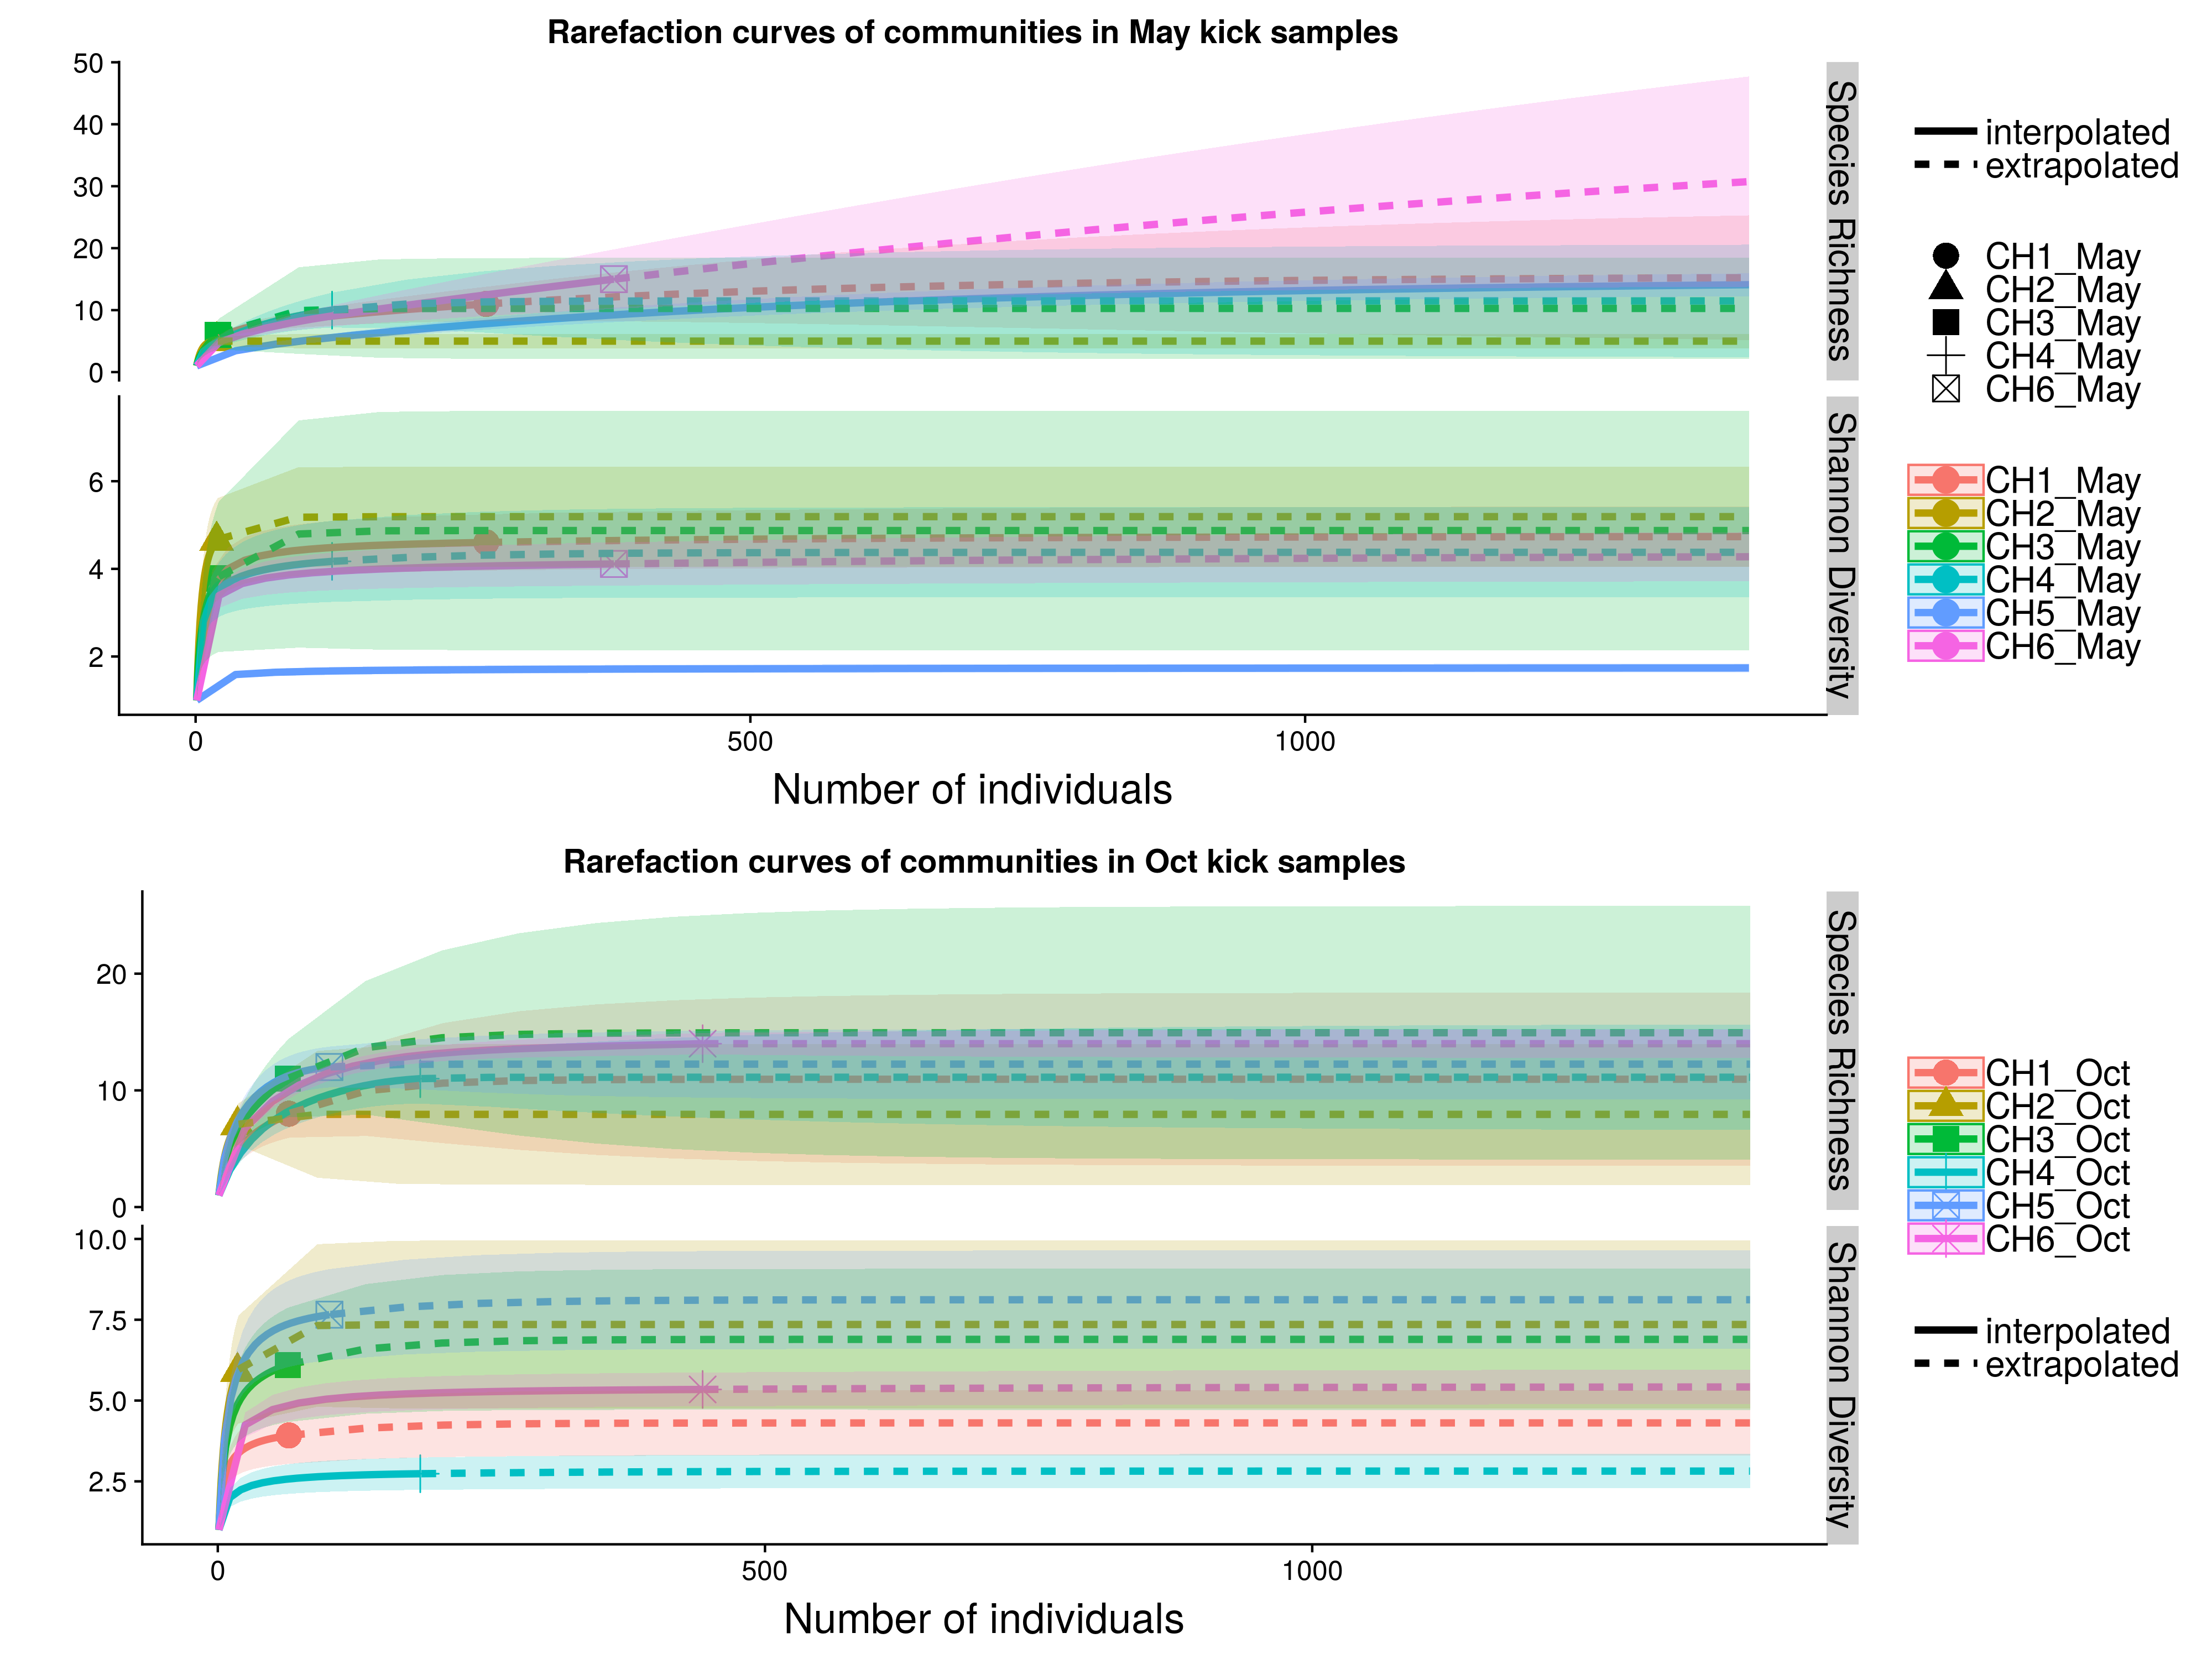 Rarefaction curves of communities in May kick samples
50
40
30
20
10
0
Species Richness
6
4
2
Shannon Diversity
0
500
1000
Number of individuals
interpolated
extrapolated
CH1_May
CH2_May
CH3_May
CH4_May
CH6_May
CH1_May
CH2_May
CH3_May
CH4_May
CH5_May
CH6_May
Rarefaction curves of communities in Oct kick samples
20
10
0
Species Richness
10.0
7.5
5.0
2.5
Shannon Diversity
0
500
1000
Number of individuals
CH1_Oct
CH2_Oct
CH3_Oct
CH4_Oct
CH5_Oct
CH6_Oct
interpolated
extrapolated